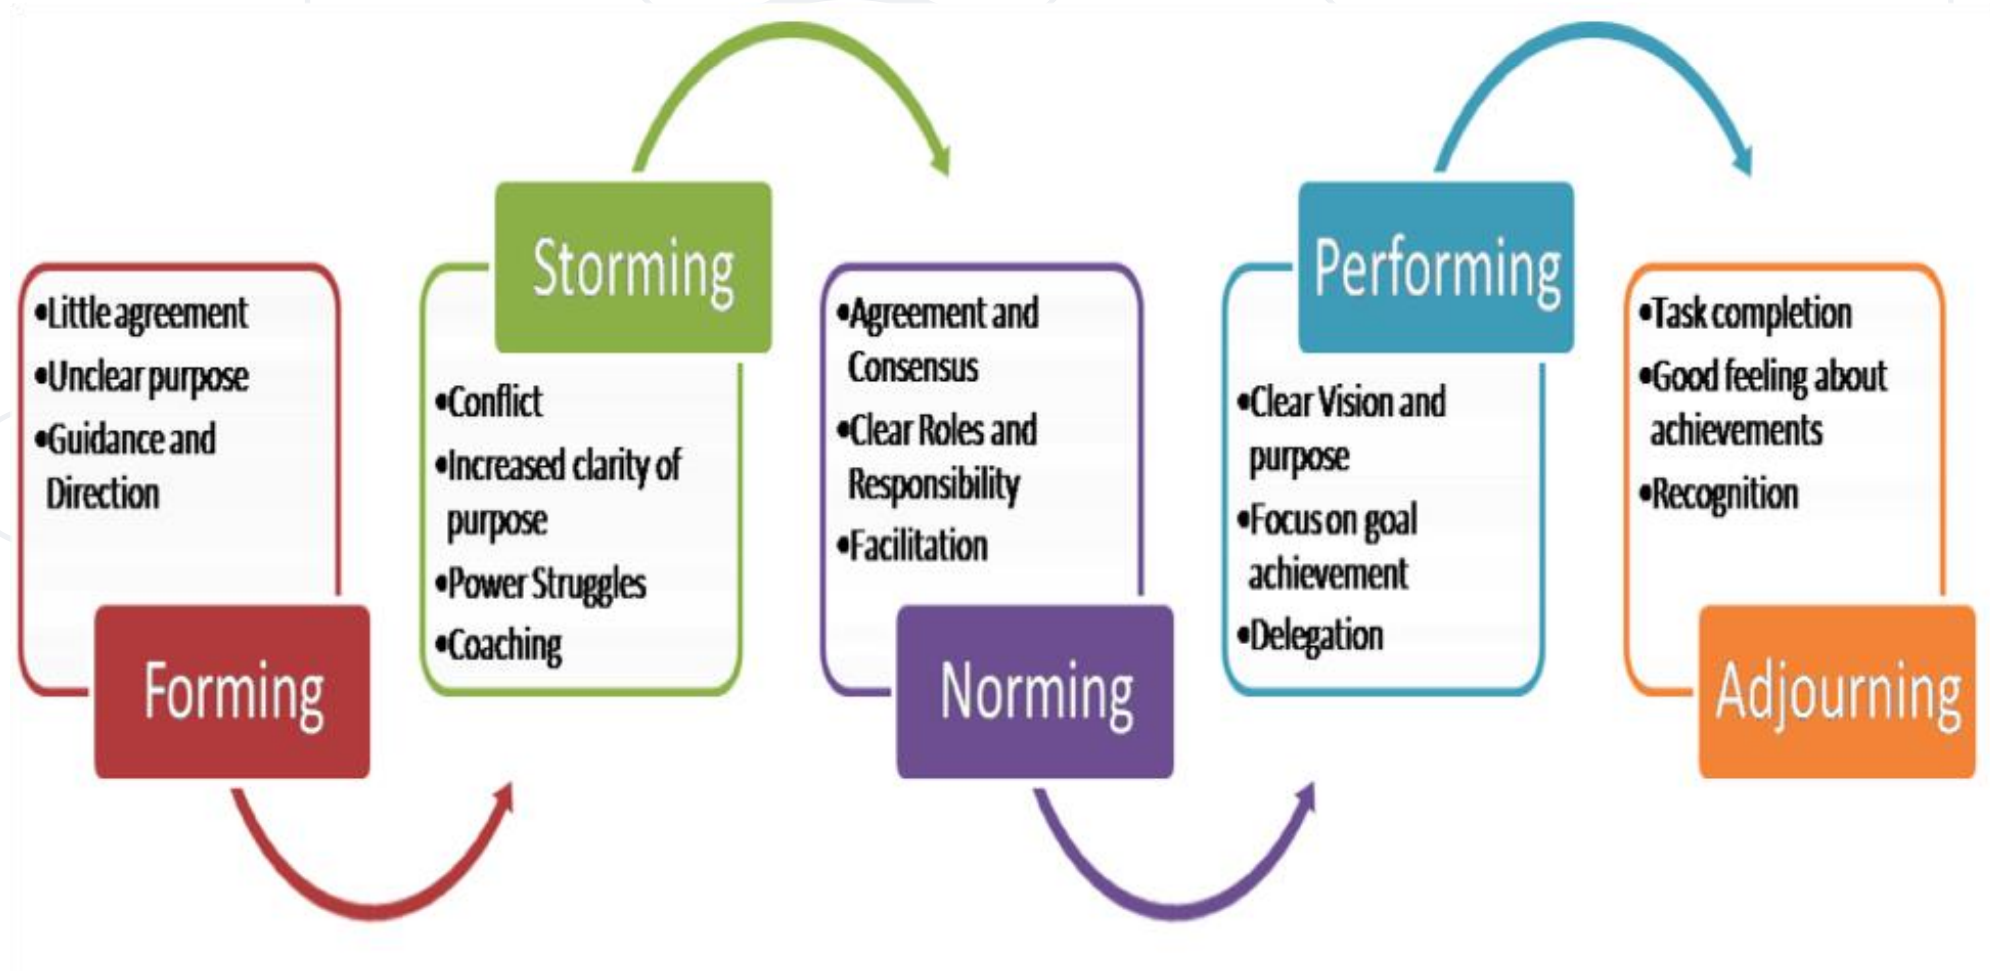 •Little agreement
•Unclear purpose
•Guidance and
Direction
Forming
Storming
•Conflict
•Increased clarity of
purpose
•Power Struggles
•Coaching
•Agreement and
Consensus
•Clear Roles and
Responsibility
•Facilitation
Norming
Performing
•Clear Vision and
purpose
•Focus on goal
achievement
•Delegation
•Task completion
•Good feeling about
achievements
•Recognition
Adjourning